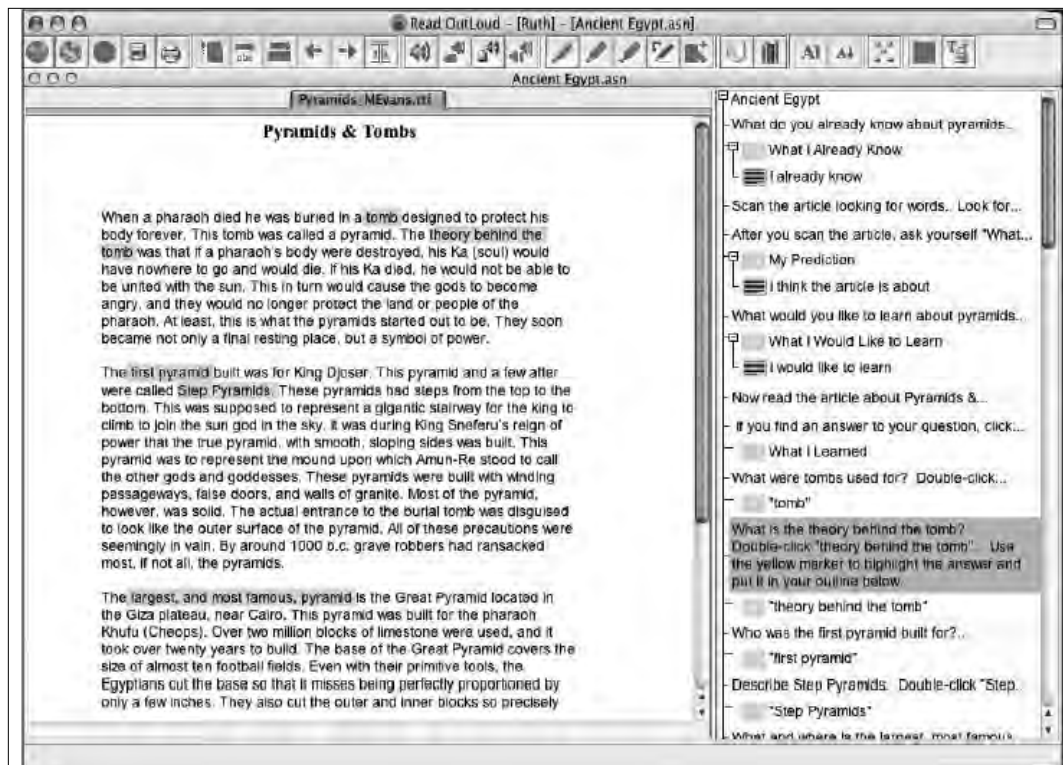 Read OutLoud - [Ruth] - [Ancient Egypt.asn]
Ancient Egypt.asn
Pyramids MEvans.rti
Pyramids & Tombs
When a pharaoh died he was buried in a tomb designed to protect his
body forever. This tomb was called a pyramid. The theory behind the
tomb was that if a pharaoh's body were destroyed, his Ka (soul) would
have nowhere to go and would die. If his Ka died, he would not be able to
be united with the sun. This in turn would cause the gods to become
angry, and they would no longer protect the land or people of the
pharaoh. At least, this is what the pyramids started out to be. They soon
became not only a final resting place, but a symbol of power.
The first pyramid built was for King Djoser. This pyramid and a few after
were called Step Pyramids. These pyramids had steps from the top to the
bottom. This was supposed to represent a gigantic stairway for the king to
climb to join the sun god in the sky. It was during King Sneferu's reign of
power that the true pyramid, with smooth, sloping sides was built. This
pyramid was to represent the mound upon which Amun-Re stood to call
the other gods and goddesses. These pyramids were built with winding
passageways, false doors, and walls of granite. Most of the pyramid,
however, was solid. The actual entrance to the burial tomb was disguised
to look like the outer surface of the pyramid. All of these precautions were
seemingly in vain. By around 1000 b.c. grave robbers had ransacked
most, if not all, the pyramids.
The largest, and most famous, pyramid is the Great Pyramid located in
the Giza plateau, near Cairo. This pyramid was built for the pharaoh
Khufu (Cheops). Over two million blocks of limestone were used, and it
took over twenty years to build. The base of the Great Pyramid covers the
size of almost ten football fields. Even with their primitive tools, the
Egyptians cut the base so that it misses being perfectly proportioned by
only a few inches. They also cut the outer and inner blocks so precisely
Ancient Egypt
What do you already know about pyramids...
What I Already Know
I already know
Scan the article looking for words. Look for...
After you scan the article, ask yourself "What...
My Prediction
I think the article is about
What would you like to learn about pyramids...
What I Would Like to Learn
I would like to learn
Now read the article about Pyramids &...
If you find an answer to your question, click...
What I Learned
What were tombs used for? Double-click...
"tomb"
What is the theory behind the tomb?
Double-click "theory behind the tomb". Use
the yellow marker to highlight the answer and
put it in your outline below
"theory behind the tomb"
Who was the first pyramid built for?...
"first pyramid"
Describe Step Pyramids. Double-click "Step.
"Step Pyramids"
What and where is the largest, most famous